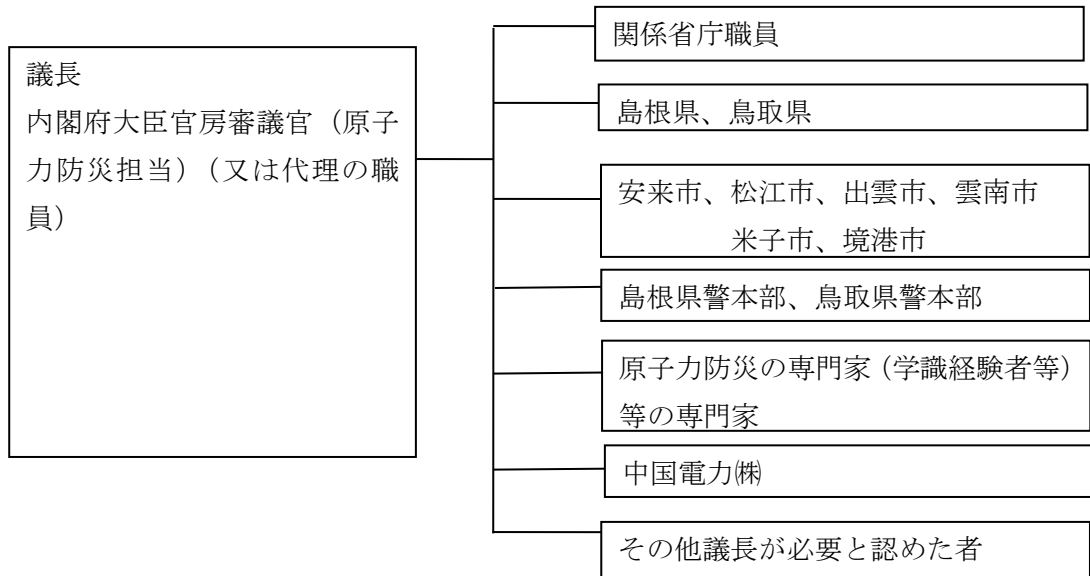 議長
内閣府大臣官房審議官（原子
力防災担当）（又は代理の職
員）
関係省庁職員
島根県、鳥取県
安来市、松江市、出雲市、雲南市
米子市、境港市
島根県警本部、鳥取県警本部
原子力防災の専門家（学識経験者等）
等の専門家
中国電力㈱
その他議長が必要と認めた者